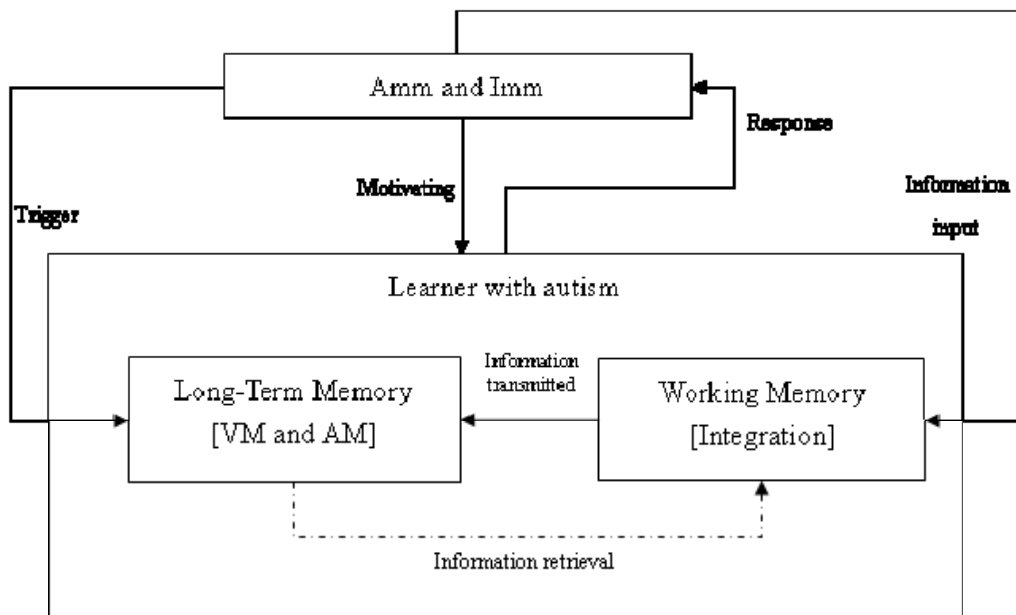 Amm and Imm
Response
Motivating
Information
input
Trigger
Learner with autism
Information
transmitted
Long-Term Memory
[VM and AM]
Working Memory
[Integration]
Information retrieval